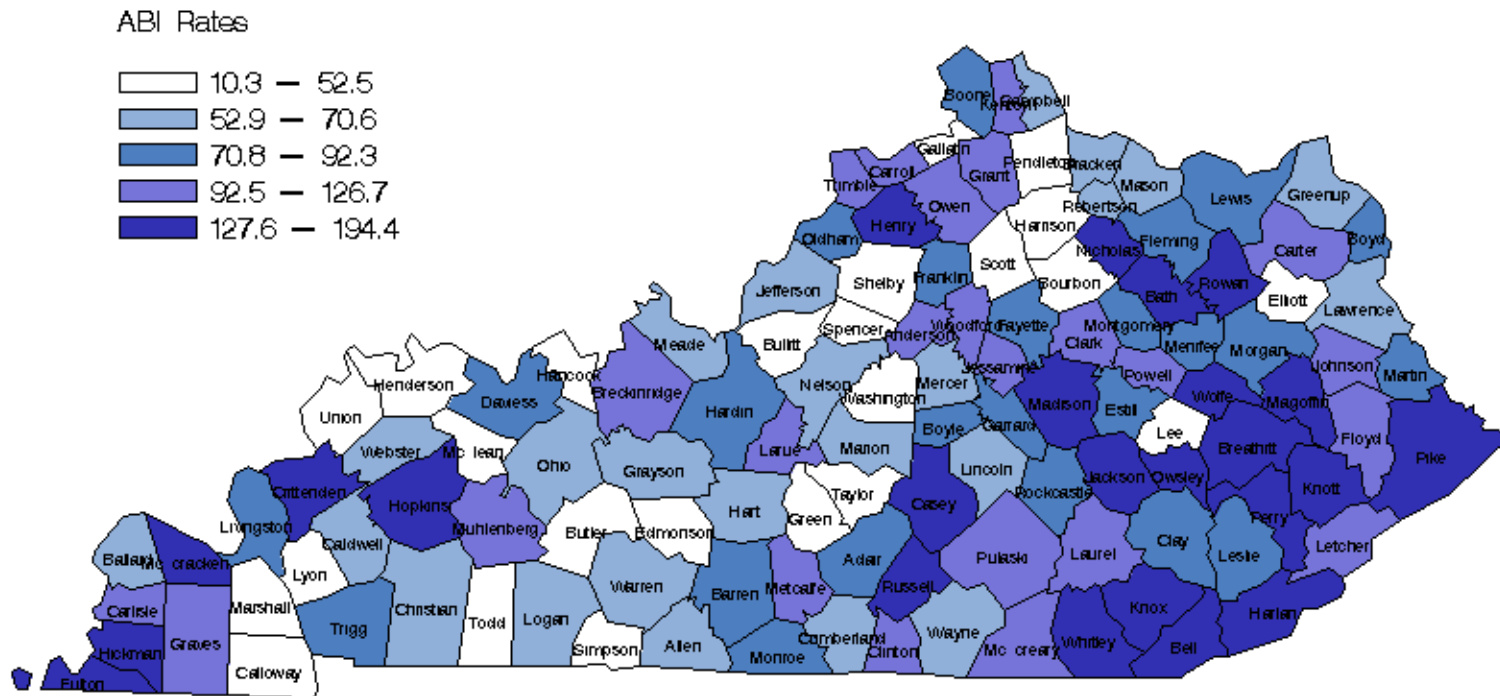 ABI Rates
10.3 — 52.5
52.9 — 70.6
70.8 — 92.3
92.5 — 126.7
127.6 — 194.4
Boone
Kenton
Campbell
Gallatin
Pendleton
Carroll
Grant
Bracken
Trimble
Mason
Lewis
Greenup
Owen
Robertson
Henry
Harrison
Oldham
Nicholas
Fleming
Carter
Boyd
Scott
Franklin
Shelby
Bourbon
Jefferson
Bath
Rowan
Elliott
Lawrence
Spencer
Anderson
Woodford
Fayette
Montgomery
Bullitt
Clark
Menifee
Morgan
Meade
Jessamine
Johnson
Hancock
Henderson
Breckinridge
Nelson
Mercer
Powell
Martin
Daviess
Washington
Wolfe
Magoffin
Union
Hardin
Madison
Estill
Boyle
Garrard
Lee
Floyd
Webster
Mc lean
Larue
Marion
Breathitt
Pike
Ohio
Grayson
Lincoln
Jackson
Owsley
Knott
Crittenden
Taylor
Rockcastle
Hopkins
Hart
Casey
Livingston
Muhlenberg
Butler
Edmonson
Green
Perry
Caldwell
Letcher
Ballard
Mc cracken
Adair
Pulaski
Laurel
Clay
Leslie
Lyon
Warren
Barren
Metcalfe
Russell
Carlisle
Marshall
Christian
Knox
Harlan
Trigg
Todd
Logan
Cumberland
Wayne
Graves
Allen
Whitley
Bell
Hickman
Simpson
Monroe
Clinton
Mc creary
Calloway
Fulton